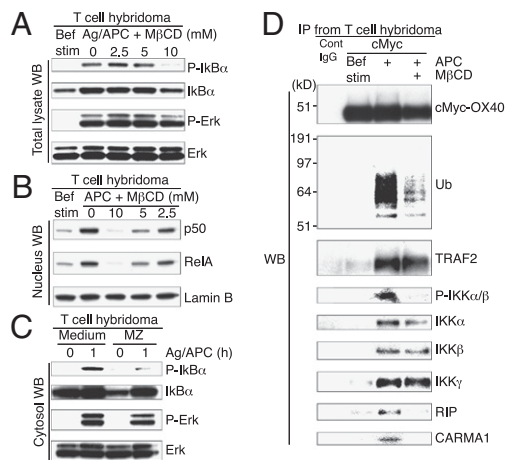 A
T cell hybridoma
Bef stim
Ag/APC + MβCD (mM)
0 2,5 5 10
Total lysate WB
P-IkBα
IkBα
P-Erk
Erk
B
T cell hybridoma
Bef stim
APC + MβCD (mM)
0 10 5 2,5
Nucleus WB
p50
RelA
Lamin B
C
T cell hybridoma
Medium MZ
0 1 0 1 Ag/APC (h)
Cytosol WB
P-IkBα
IkBα
P-Erk
Erk
D
IP from T cell hybridoma
Cont IgG
cMyc
Bef stim
+ + APC
+ MβCD
(kD)
51
cMyc-OX40
191
97
64
51
Ub
WB
TRAF2
P-IKKα/β
IKKα
IKKβ
IKKγ
RIP
CARMA1